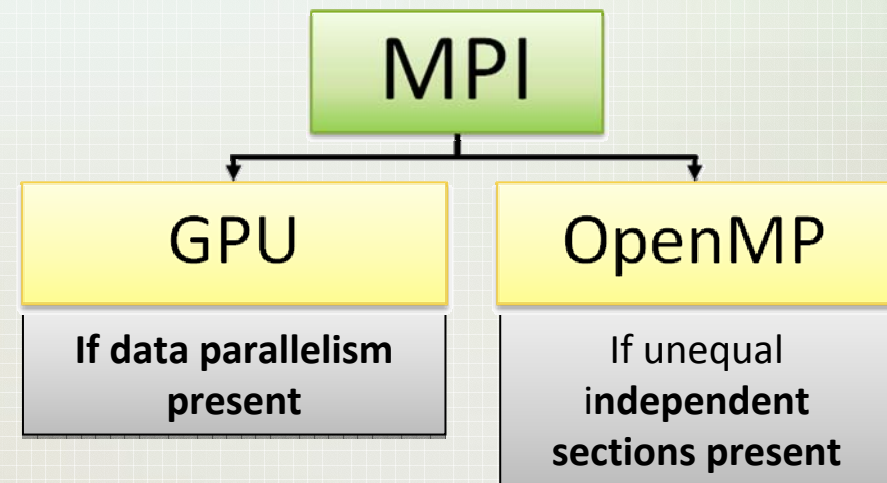 MPI
GPU
OpenMP
If data parallelism
present
If unequal
independent
sections present